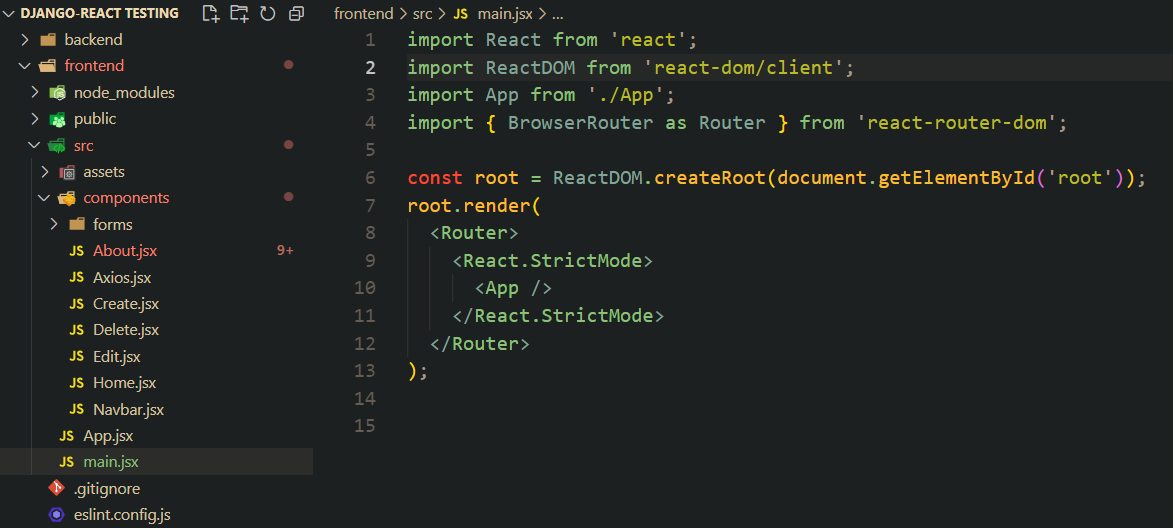 DJANGO-REACT TESTING
backend
frontend
node_modules
public
src
assets
components
forms
JS About.jsx 9+
JS Axios.jsx
JS Create.jsx
JS Delete.jsx
JS Edit.jsx
JS Home.jsx
JS Navbar.jsx
JS App.jsx
JS main.jsx
.gitignore
eslint.config.js
frontend > src > JS main.jsx > ...
1 import React from 'react';
2 import ReactDOM from 'react-dom/client';
3 import App from './App';
4 import { BrowserRouter as Router } from 'react-router-dom';
5
6 const root = ReactDOM.createRoot(document.getElementById('root'));
7 root.render(
8 <Router>
9 <React.StrictMode>
10 <App />
11 </React.StrictMode>
12 </Router>
13 );
14
15